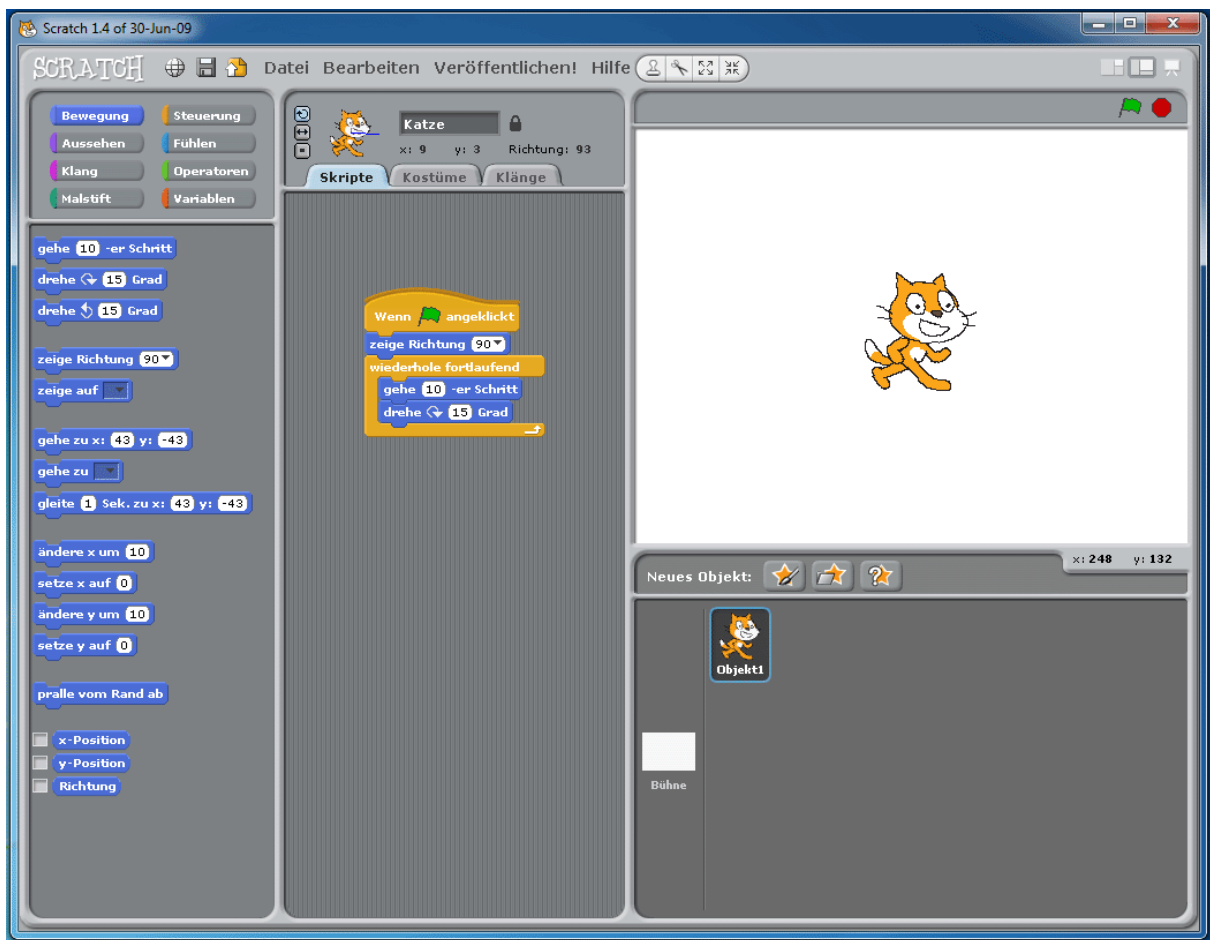 Scratch 1.4 of 30-Jun-09
SCRATCH Datei Bearbeiten Veröffentlichen! Hilfe
Bewegung Steuerung
Aussehen Fühlen
Klang Operatoren
Malstift Variablen
gehe 10 -er Schritt
drehe 15 Grad
drehe 15 Grad
zeige Richtung 90
zeige auf
gehe zu x: 43 y: -43
gehe zu
gleite 1 Sek. zu x: 43 y: -43
ändere x um 10
setze x auf 0
ändere y um 10
setze y auf 0
pralle vom Rand ab
x-Position
y-Position
Richtung
Katze
x: 9 y: 3 Richtung: 93
Skripte Kostüme Klänge
Wenn angeklickt
zeige Richtung 90
wiederhole fortlaufend
gehe 10 -er Schritt
drehe 15 Grad
x: 248 y: 132
Neues Objekt:
Objekt1
Bühne